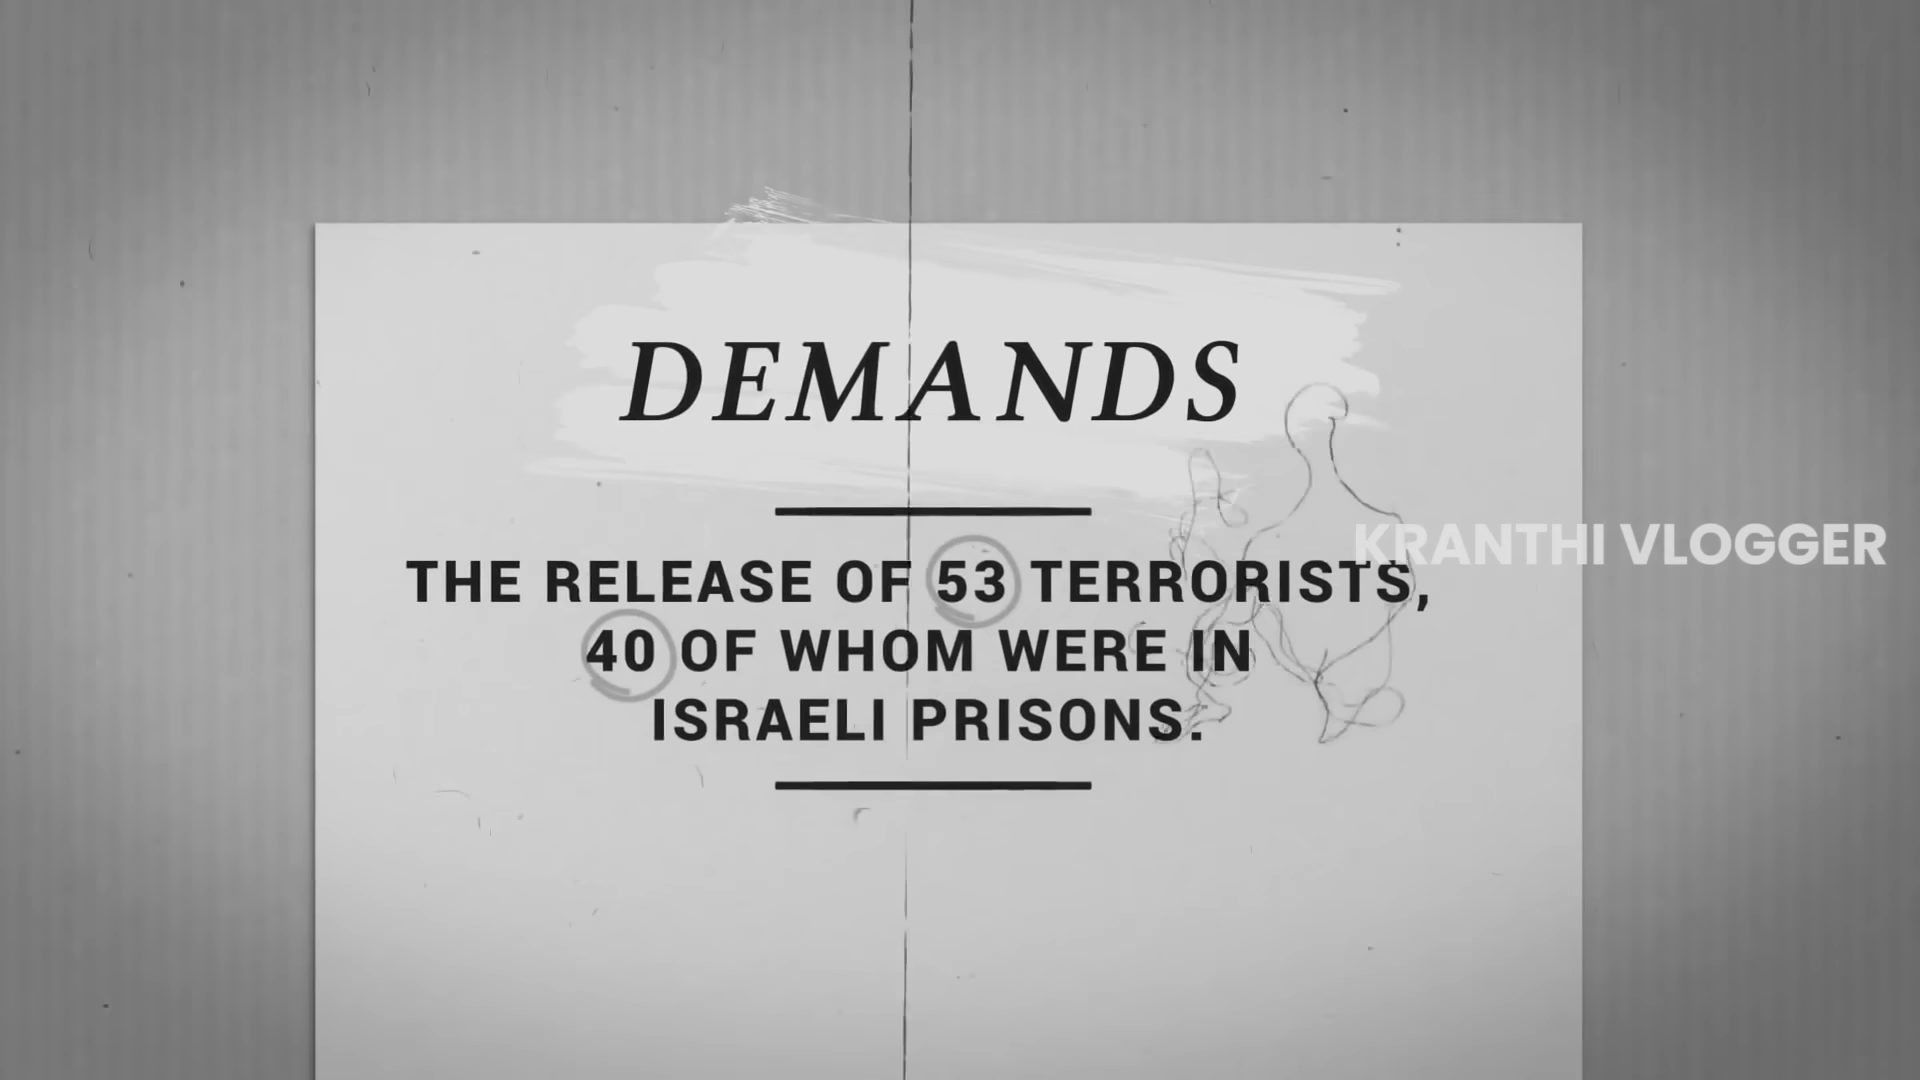 DEMANDS
THE RELEASE OF 53 TERRORISTS,
40 OF WHOM WERE IN
ISRAELI PRISONS.
KRANTHI VLOGGER